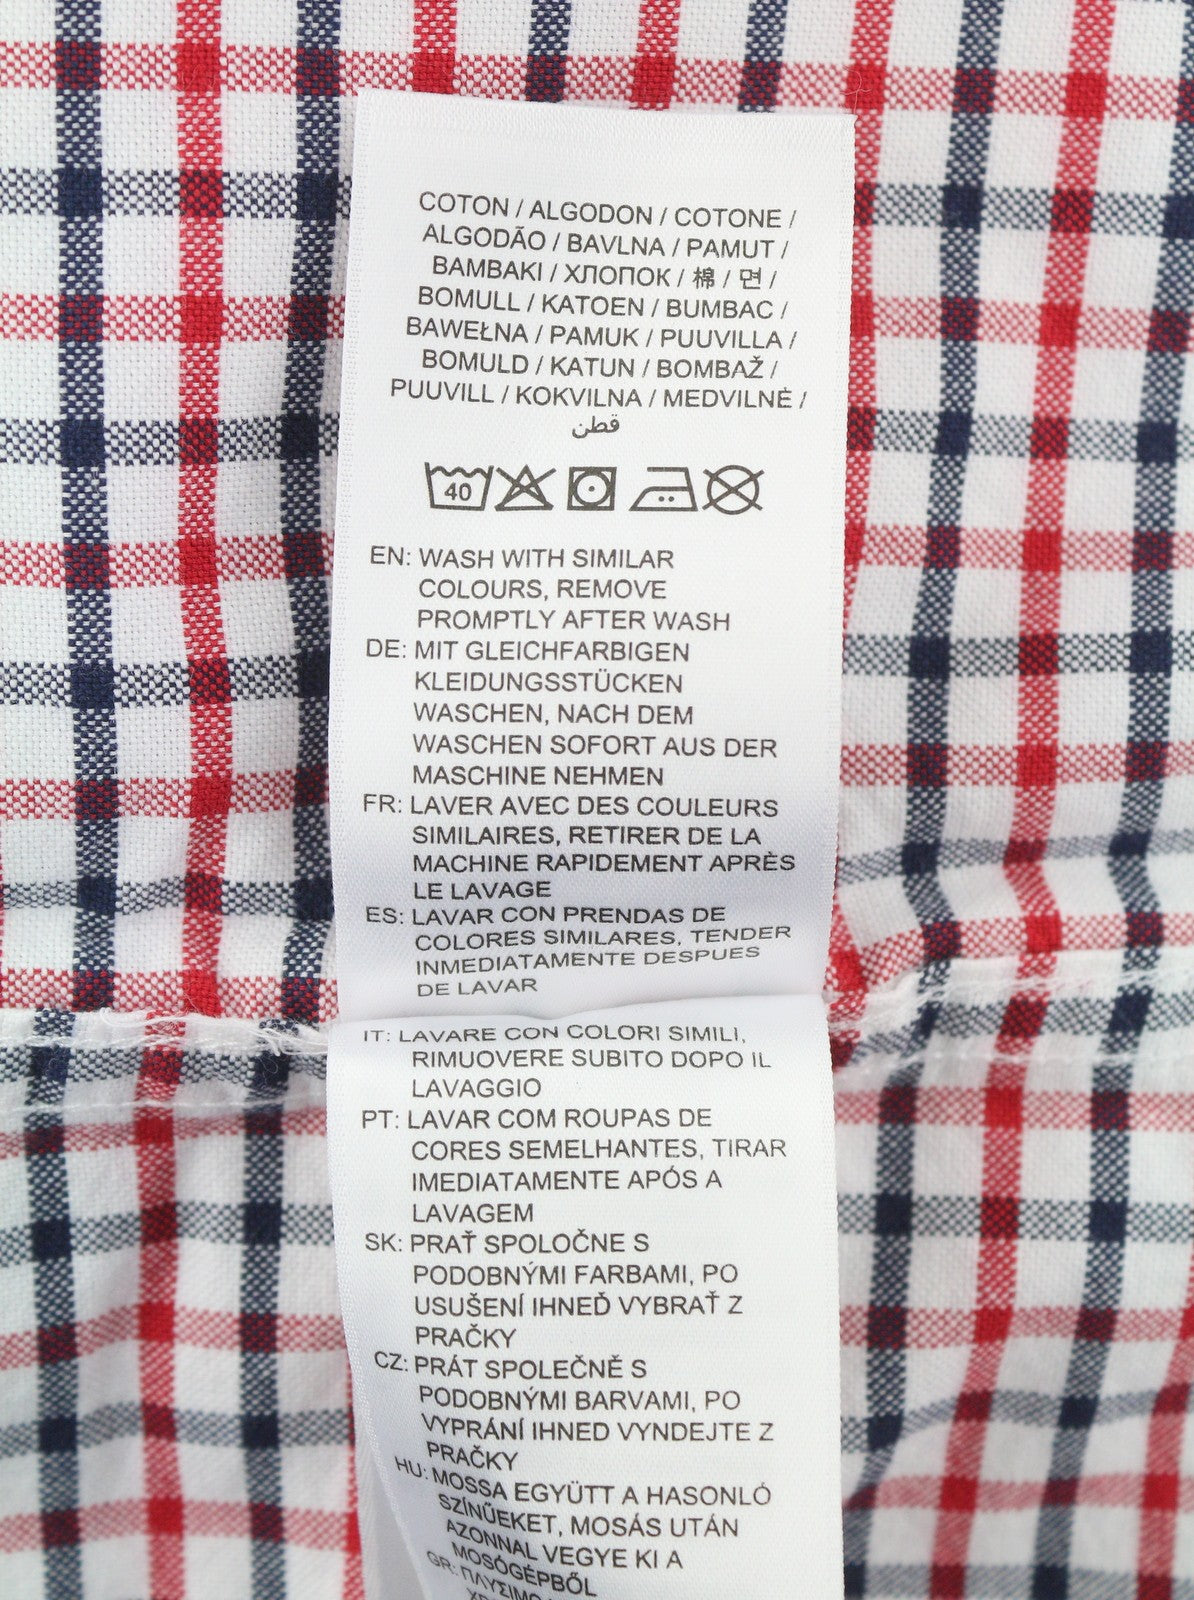 COTON / ALGODON / COTONE /
ALGODÃO / BAVLNA / PAMUT /
BAMBAKI / ХЛОПОК / 棉 / 면 /
BOMULL / KATOEN / BUMBAC /
BAWEŁNA / PAMUK / PUUVILLA /
BOMULD / KATUN / BOMBAŽ /
PUUVILL / KOKVILNA / MEDVILNĖ /
قطن
40
EN: WASH WITH SIMILAR
COLOURS, REMOVE
PROMPTLY AFTER WASH
DE: MIT GLEICHFARBIGEN
KLEIDUNGSSTÜCKEN
WASCHEN, NACH DEM
WASCHEN SOFORT AUS DER
MASCHINE NEHMEN
FR: LAVER AVEC DES COULEURS
SIMILAIRES, RETIRER DE LA
MACHINE RAPIDEMENT APRÈS
LE LAVAGE
ES: LAVAR CON PRENDAS DE
COLORES SIMILARES, TENDER
INMEDIATAMENTE DESPUES
DE LAVAR
IT: LAVARE CON COLORI SIMILI,
RIMUOVERE SUBITO DOPO IL
LAVAGGIO
PT: LAVAR COM ROUPAS DE
CORES SEMELHANTES, TIRAR
IMEDIATAMENTE APÓS A
LAVAGEM
SK: PRAŤ SPOLOČNE S
PODOBNÝMI FARBAMI, PO
USUŠENÍ IHNEĎ VYBRAŤ Z
PRAČKY
CZ: PRÁT SPOLEČNĚ S
PODOBNÝMI BARVAMI, PO
VYPRÁNÍ IHNED VYNDEJTE Z
PRAČKY
HU: MOSSA EGYÜTT A HASONLÓ
SZÍNŰEKET, MOSÁS UTÁN
AZONNAL VEGYE KI A
MOSÓGÉPBŐL
GR: ΠΛΥΣΙΜΟ